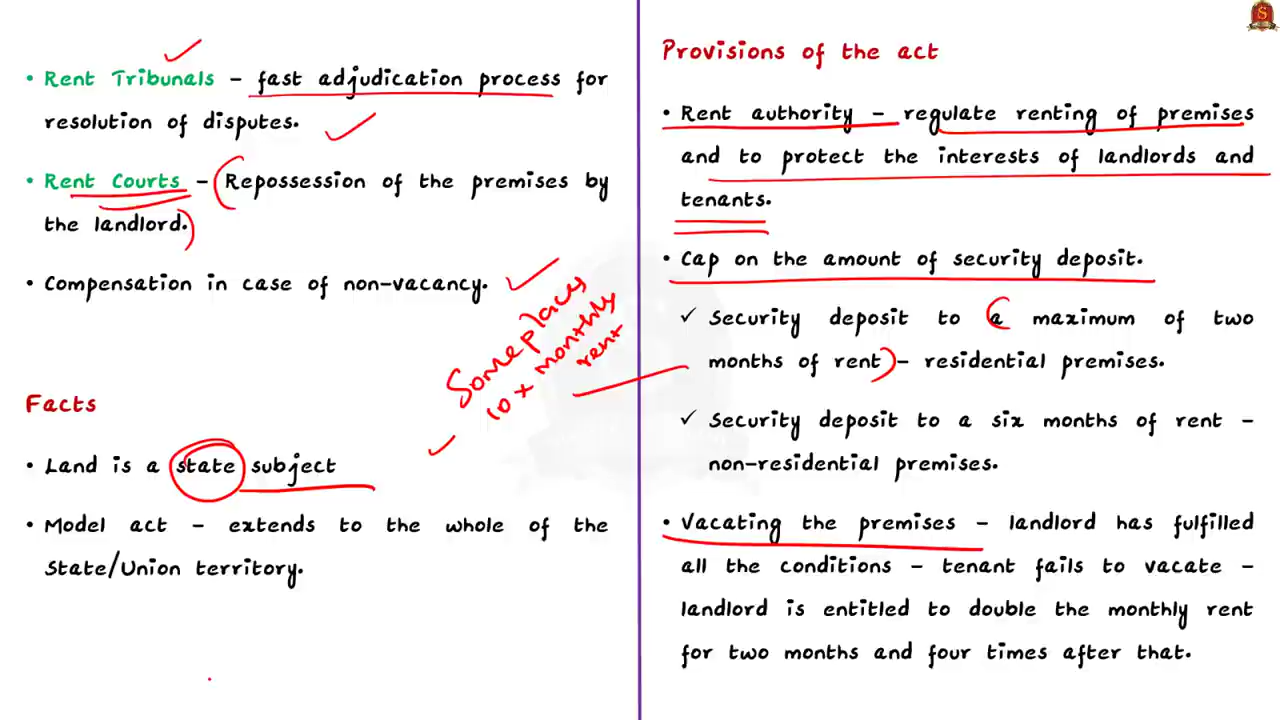 • Rent Tribunals – fast adjudication process for
resolution of disputes.
• Rent Courts – (Repossession of the premises by
the landlord.)
• Compensation in case of non-vacancy.
Some places
10 x monthly
rent
Facts
• Land is a state subject
• Model act – extends to the whole of the
State/Union territory.
Provisions of the act
• Rent authority – regulate renting of premises
and to protect the interests of landlords and
tenants.
• Cap on the amount of security deposit.
✓ Security deposit to (a maximum of two
months of rent) – residential premises.
✓ Security deposit to a six months of rent –
non-residential premises.
• Vacating the premises – landlord has fulfilled
all the conditions – tenant fails to vacate –
landlord is entitled to double the monthly rent
for two months and four times after that.